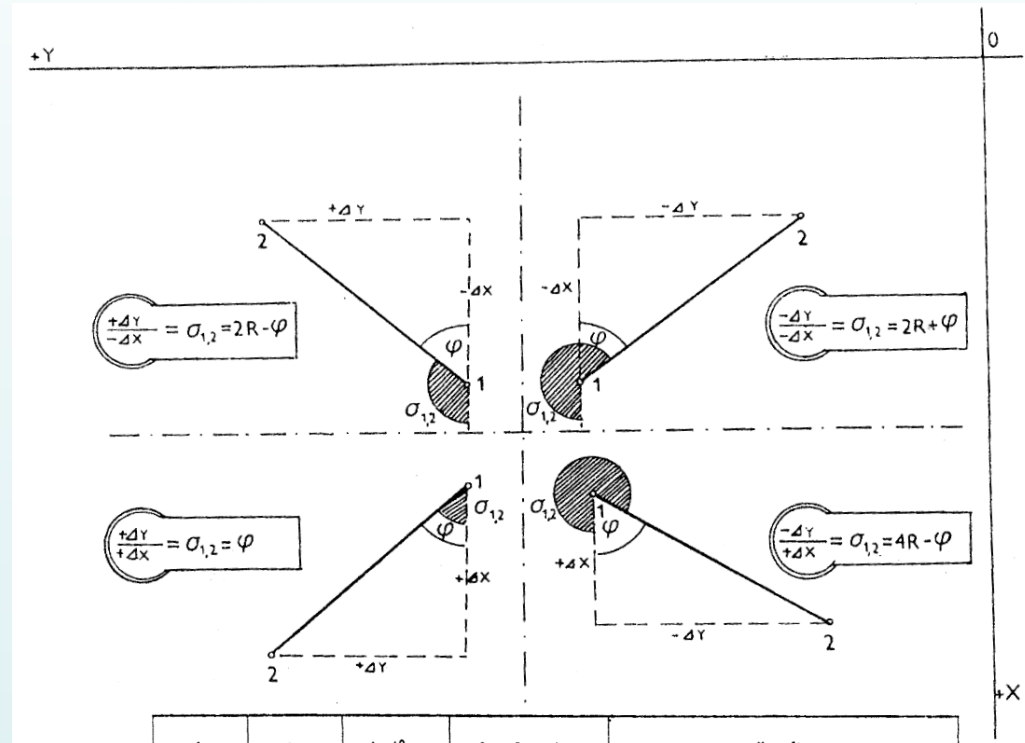 +Y
0
+ΔY
-ΔY
2
2
-ΔX
-ΔX
+ΔY
-ΔX
= σ1,2 = 2R-φ
-ΔY
-ΔX
= σ1,2 = 2R+φ
φ
φ
1
1
σ1,2
σ1,2
1
1
σ1,2
σ1,2
φ
φ
+ΔY
+ΔX
= σ1,2 = φ
-ΔY
+ΔX
= σ1,2 = 4R-φ
+ΔX
+ΔX
-ΔY
2
+ΔY
2
+X